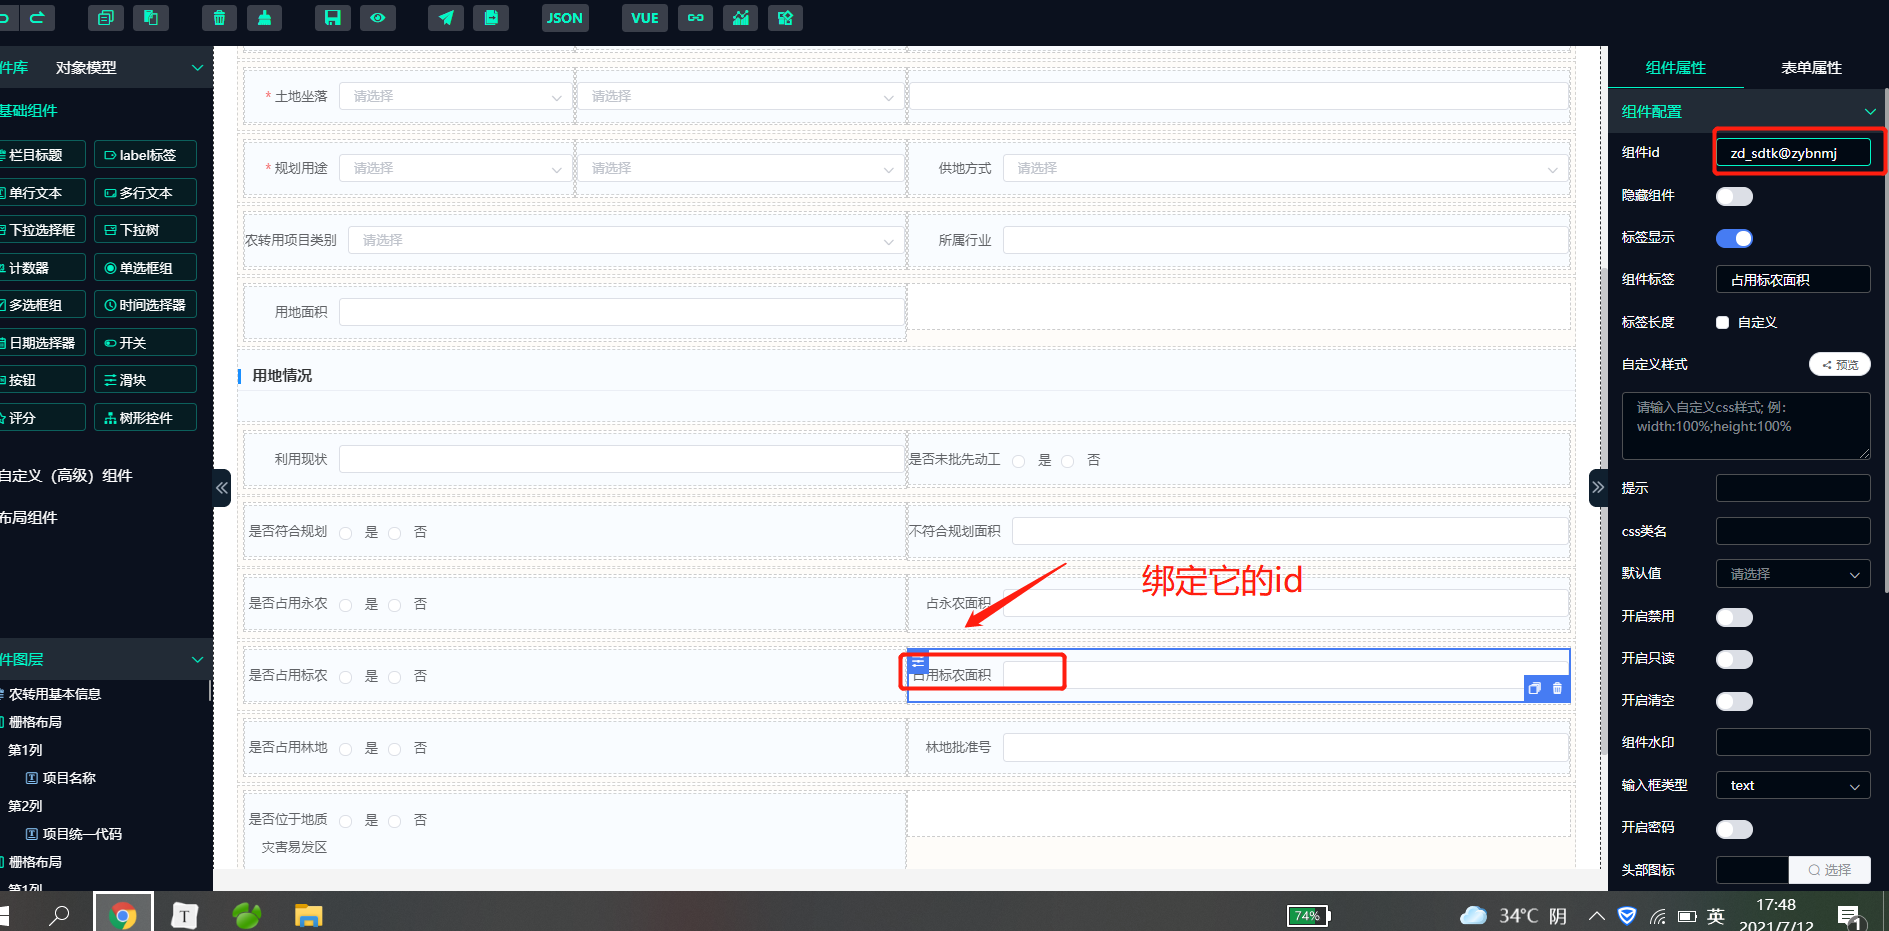 JSON
VUE
件库
对象模型
基础组件
栏目标题
label标签
单行文本
多行文本
下拉选择框
下拉树
计数器
单选框组
多选框组
时间选择器
日期选择器
开关
按钮
滑块
评分
树形控件
自定义（高级）组件
布局组件
件图层
农转用基本信息
栅格布局
第1列
项目名称
第2列
项目统一代码
栅格布局
第1列
* 土地坐落
请选择
请选择
* 规划用途
请选择
请选择
供地方式
请选择
农转用项目类别
请选择
所属行业
用地面积
用地情况
利用现状
是否未批先动工
是
否
是否符合规划
是
否
不符合规划面积
绑定它的id
是否占用永农
是
否
占永农面积
是否占用标农
是
否
占用标农面积
是否占用林地
是
否
林地批准号
是否位于地质
灾害易发区
是
否
组件属性
表单属性
组件配置
组件id
zd_sdtk@zybnmj
隐藏组件
标签显示
组件标签
占用标农面积
标签长度
自定义
自定义样式
预览
请输入自定义css样式; 例：
width:100%;height:100%
提示
css类名
默认值
请选择
开启禁用
开启只读
开启清空
组件水印
输入框类型
text
开启密码
头部图标
选择
T
74%
34°C 阴
英
17:48
2021/7/12
1